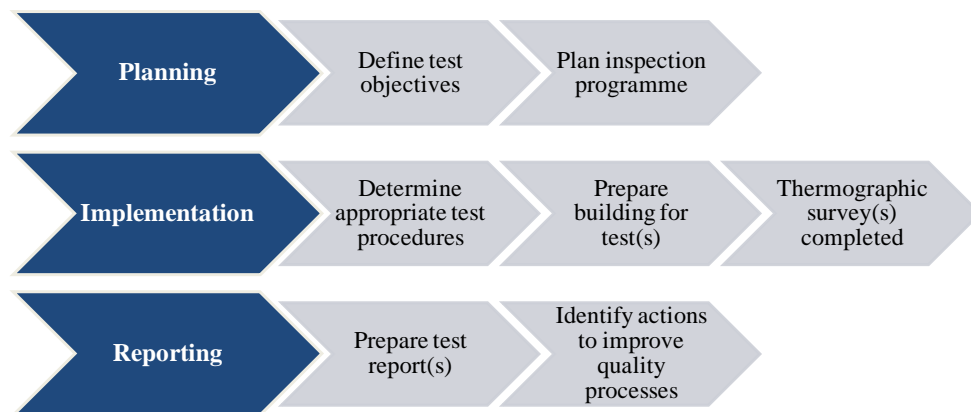 Planning
Define test
objectives
Plan inspection
programme
Implementation
Determine
appropriate test
procedures
Prepare
building for
test(s)
Thermographic
survey(s)
completed
Reporting
Prepare test
report(s)
Identify actions
to improve
quality
processes